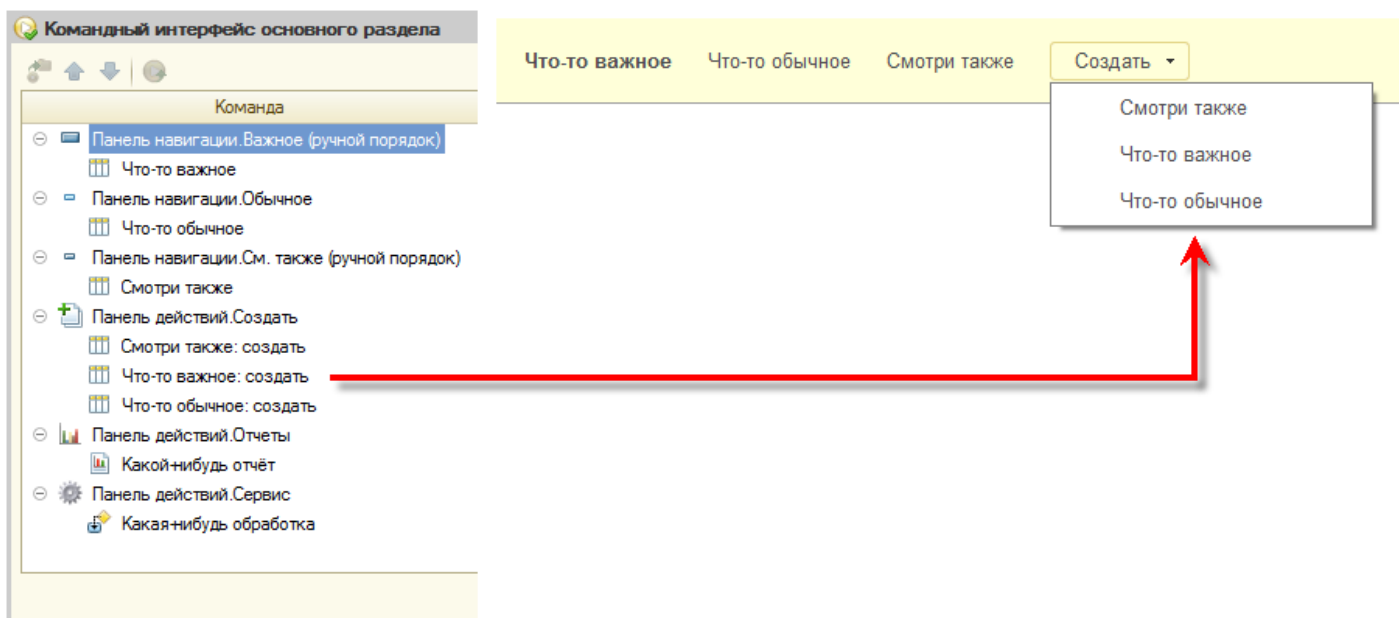 Командный интерфейс основного раздела
Команда
Панель навигации.Важное (ручной порядок)
Что-то важное
Панель навигации.Обычное
Что-то обычное
Панель навигации.См. также (ручной порядок)
Смотри также
Панель действий.Создать
Смотри также: создать
Что-то важное: создать
Что-то обычное: создать
Панель действий.Отчеты
Какой-нибудь отчёт
Панель действий.Сервис
Какая-нибудь обработка
Что-то важное Что-то обычное Смотри также Создать
Смотри также
Что-то важное
Что-то обычное